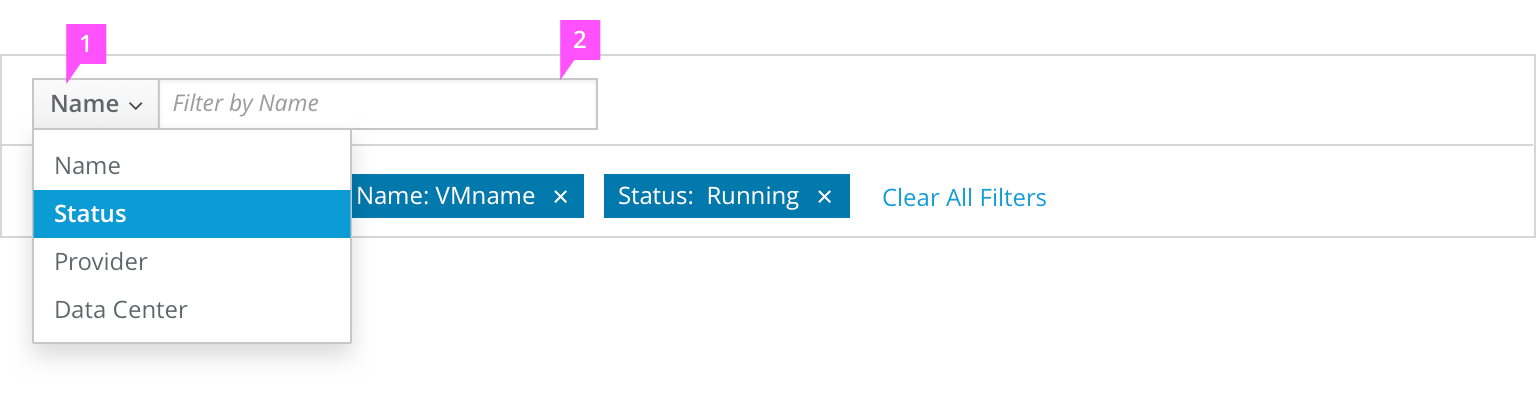 1
2
Name
Filter by Name
Name
Status
Provider
Data Center
Name: VMname ×
Status: Running ×
Clear All Filters